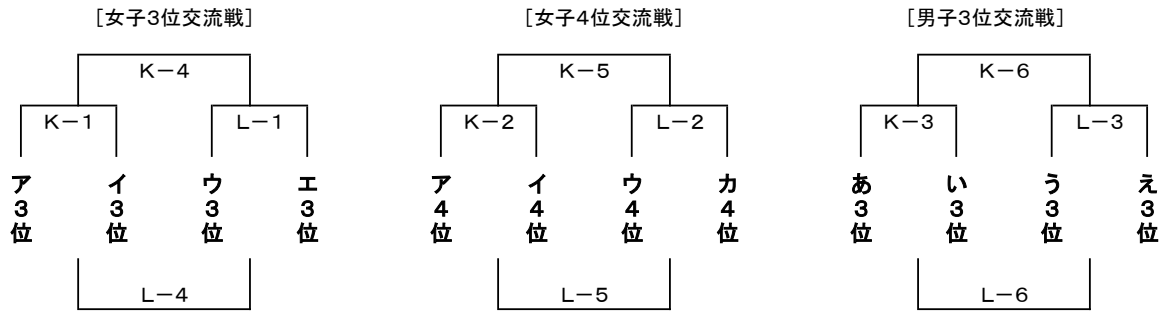 [女子3位交流戦] [女子4位交流戦] [男子3位交流戦]
K－4 K－5 K－6
K－1 L－1 K－2 L－2 K－3 L－3
ア3位 イ3位 ウ3位 エ3位 ア4位 イ4位 ウ4位 カ4位 あ3位 い3位 う3位 え3位
L－4 L－5 L－6